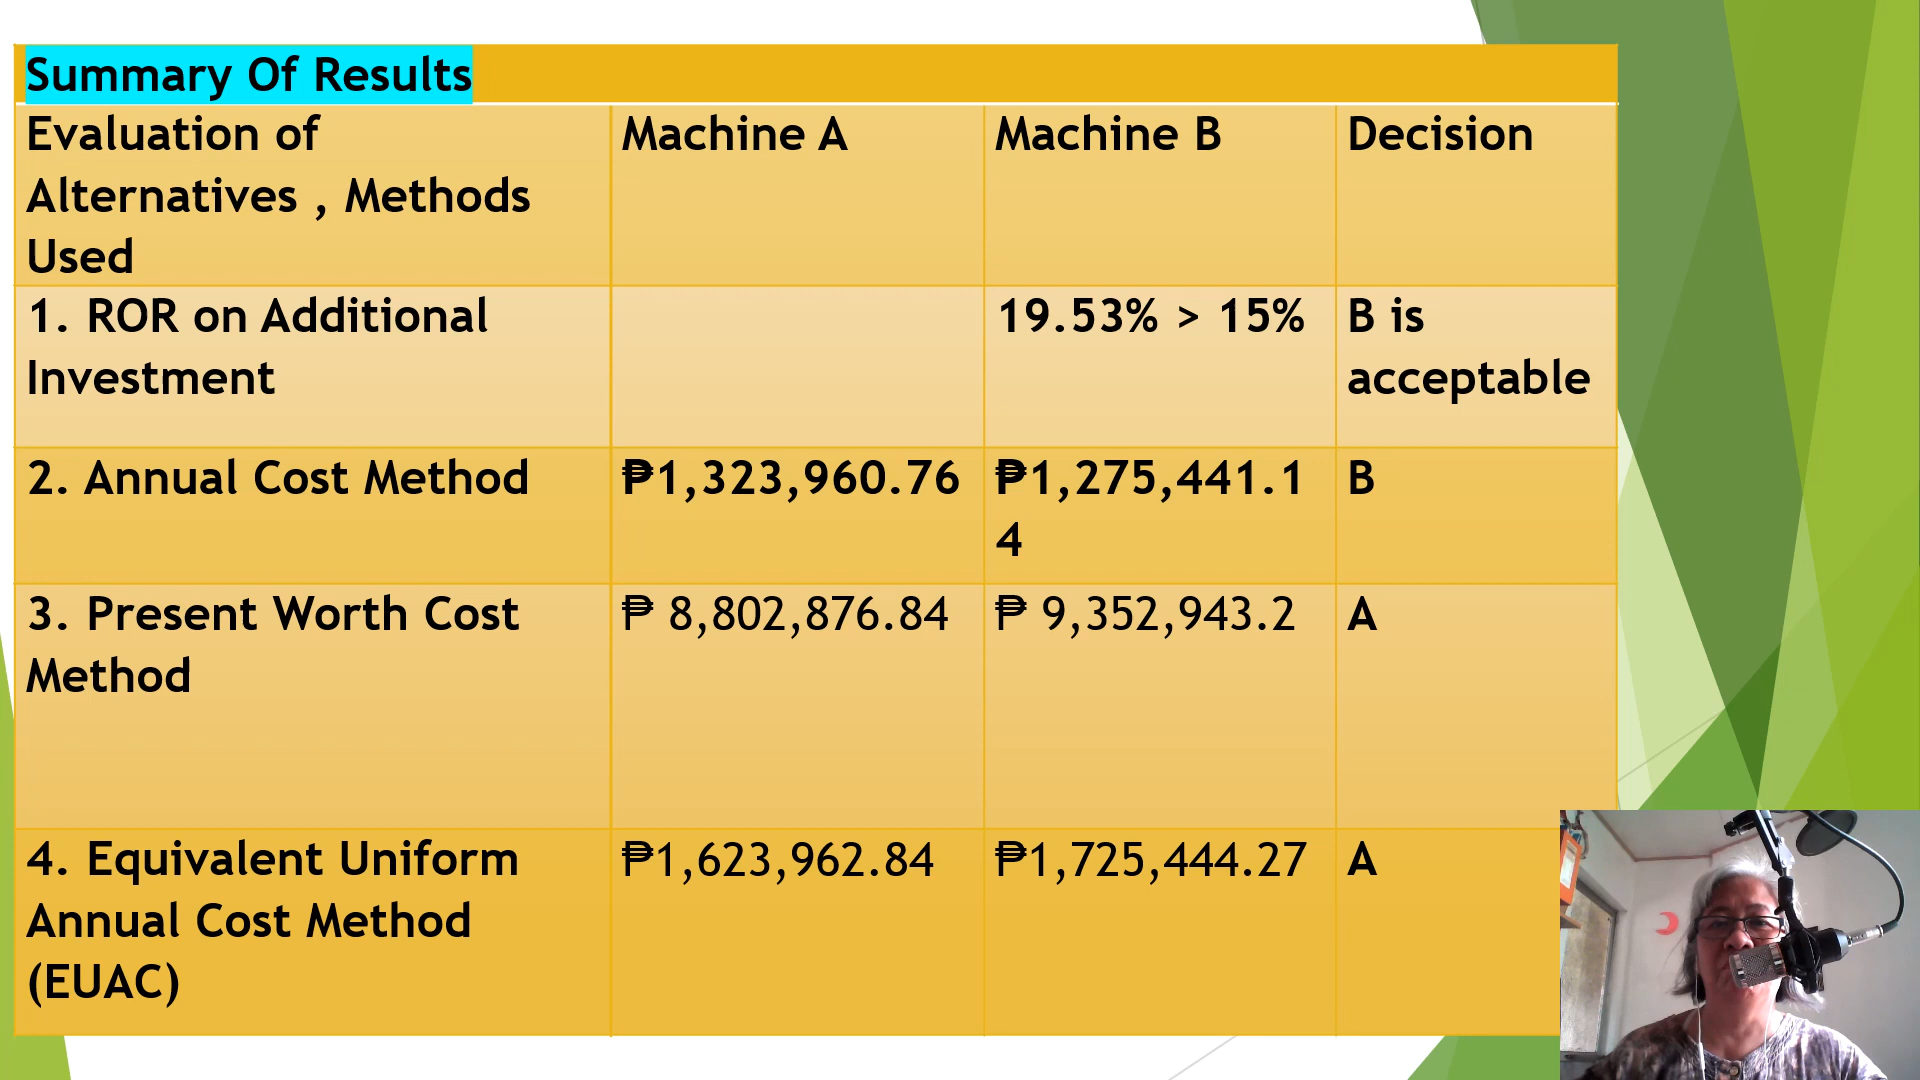 Summary Of Results
Evaluation of
Alternatives , Methods
Used
Machine A
Machine B
Decision
1. ROR on Additional
Investment
19.53% > 15%
B is
acceptable
2. Annual Cost Method
₱1,323,960.76
₱1,275,441.1
4
B
3. Present Worth Cost
Method
₱ 8,802,876.84
₱ 9,352,943.2
A
4. Equivalent Uniform
Annual Cost Method
(EUAC)
₱1,623,962.84
₱1,725,444.27
A